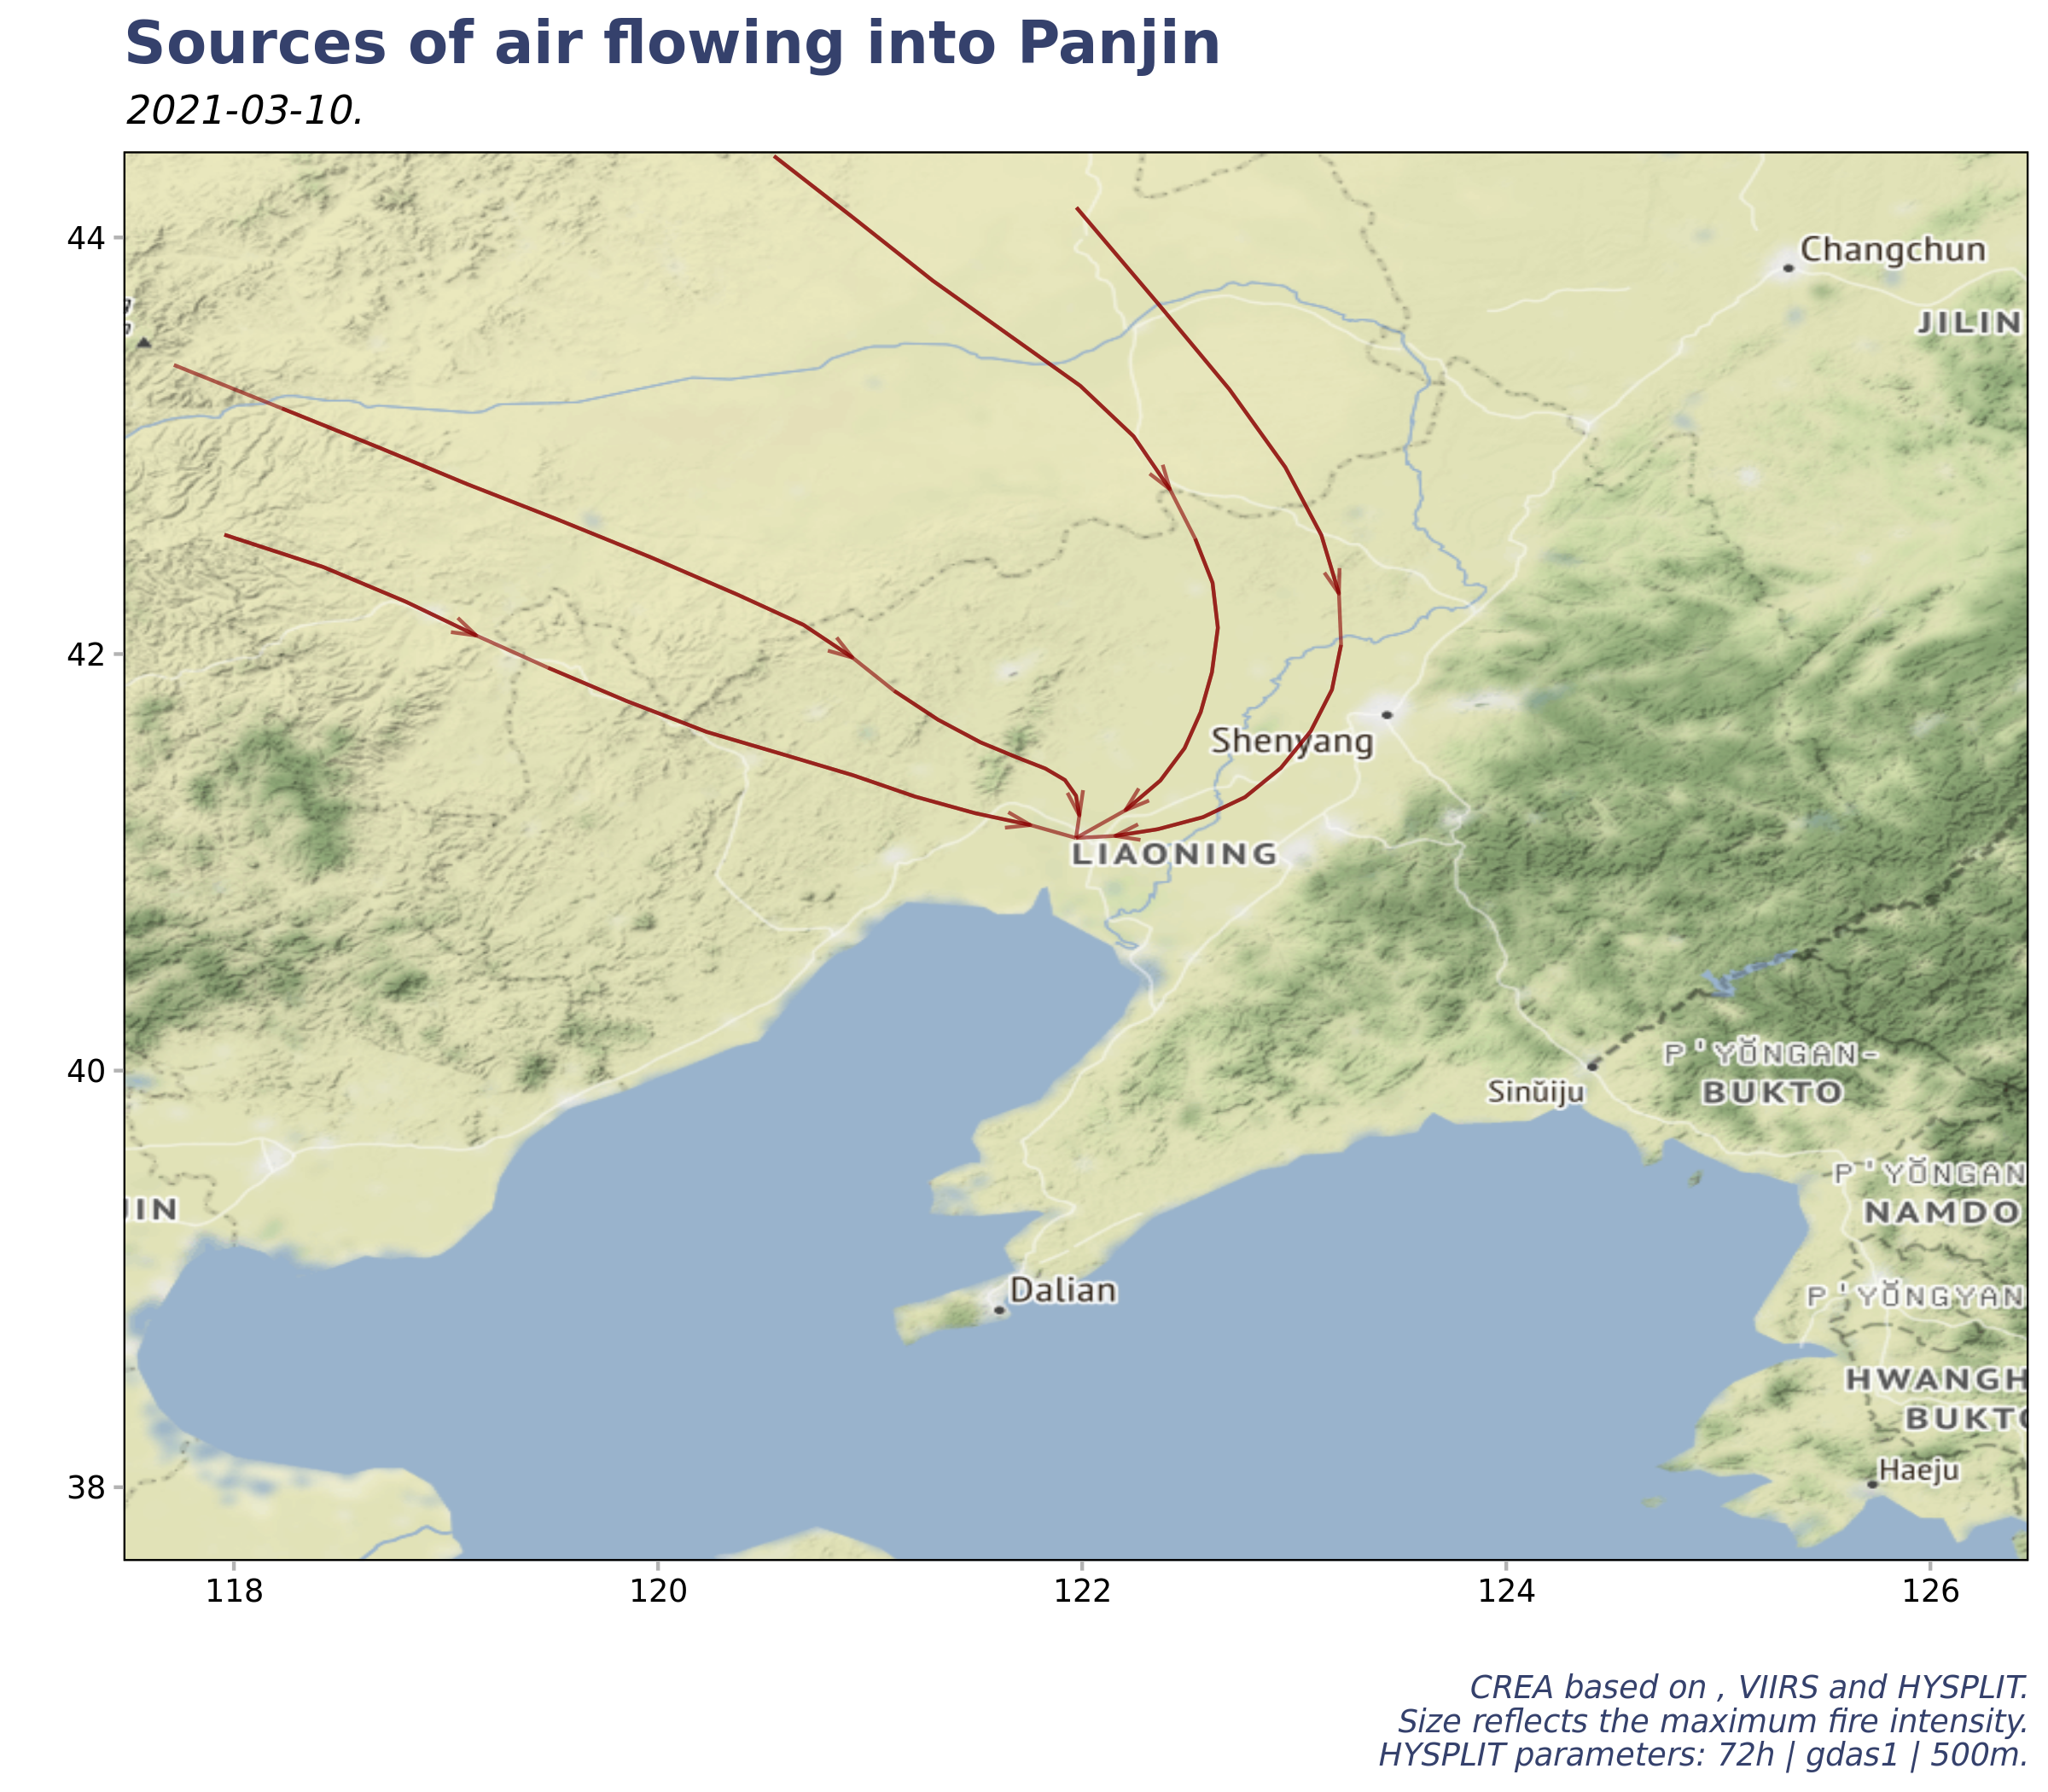 Sources of air flowing into Panjin
2021-03-10.
44
42
40
38
118
120
122
124
126
Changchun
JILIN
Shenyang
LIAONING
P'YŎNGAN-
BUKTO
Sinŭiju
P'YŎNGAN
NAMDO
JIN
Dalian
P'YŎNGYAN
HWANGH
BUKTO
Haeju
CREA based on , VIIRS and HYSPLIT.
Size reflects the maximum fire intensity.
HYSPLIT parameters: 72h | gdas1 | 500m.